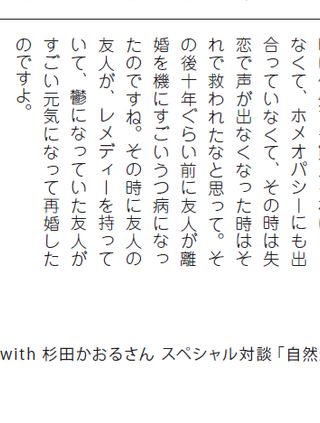 なくて、ホメオパシーにも出
合っていなくて、その時は失
恋で声が出なくなった時はそ
れで救われたなと思って。そ
の後十年ぐらい前に友人が離
婚を機にすごいうつ病になっ
たのですね。その時に友人の
友人が、レメディーを持って
いて、鬱になっていた友人が
すごい元気になって再婚した
のですよ。
with 杉田かおるさん スペシャル対談「自然